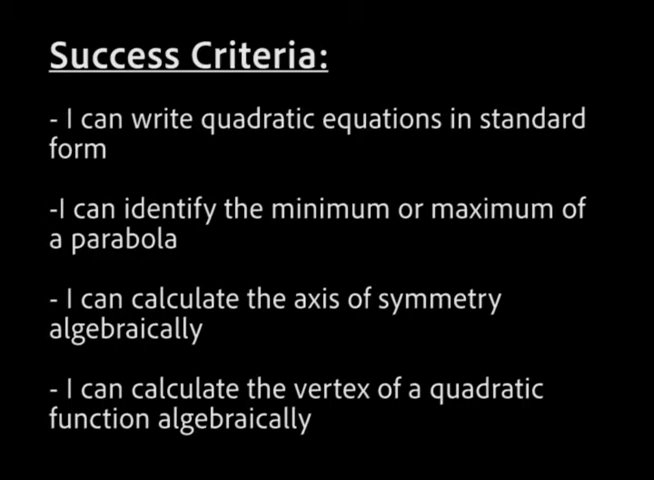 Success Criteria:
- I can write quadratic equations in standard
form
-I can identify the minimum or maximum of
a parabola
- I can calculate the axis of symmetry
algebraically
- I can calculate the vertex of a quadratic
function algebraically